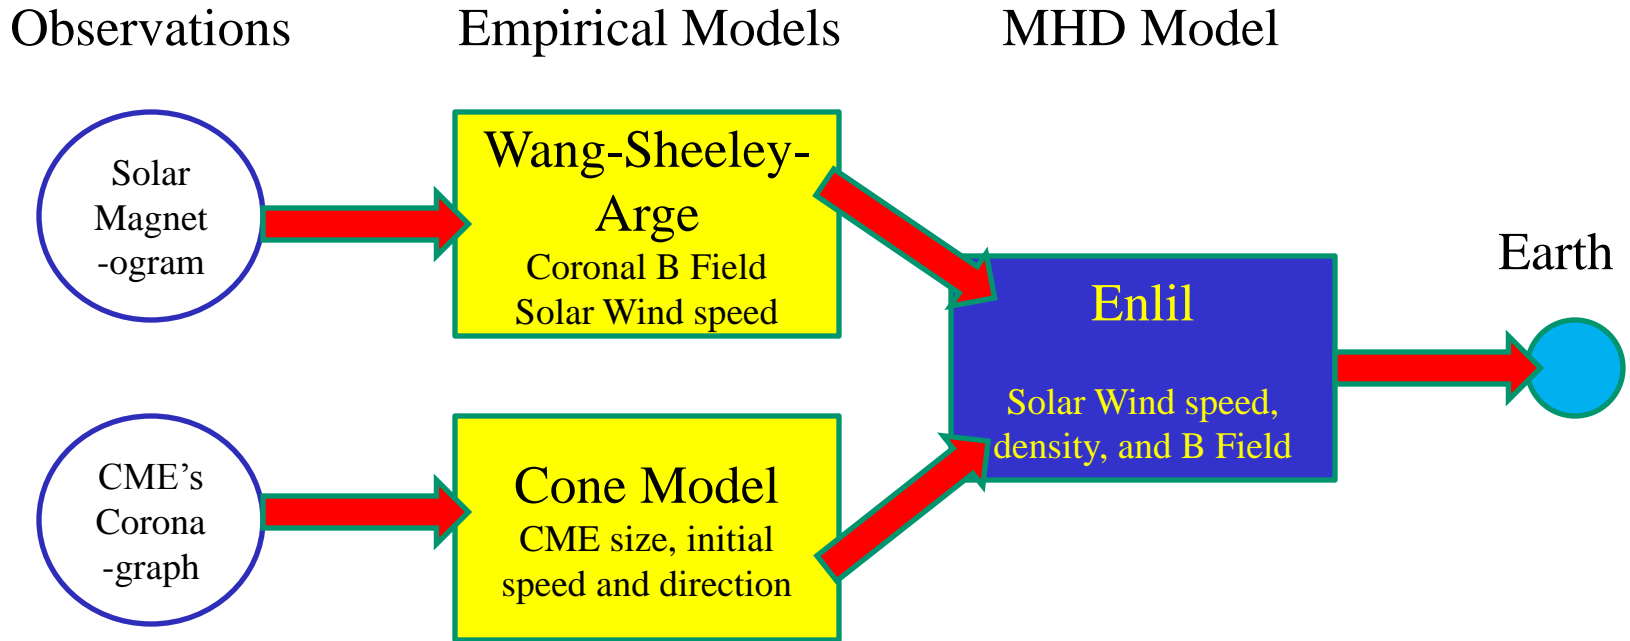 Observations
Empirical Models
MHD Model
Solar
Magnet
-ogram
Wang-Sheeley-
Arge
Coronal B Field
Solar Wind speed
CME's
Corona
-graph
Cone Model
CME size, initial
speed and direction
Enlil
Solar Wind speed,
density, and B Field
Earth